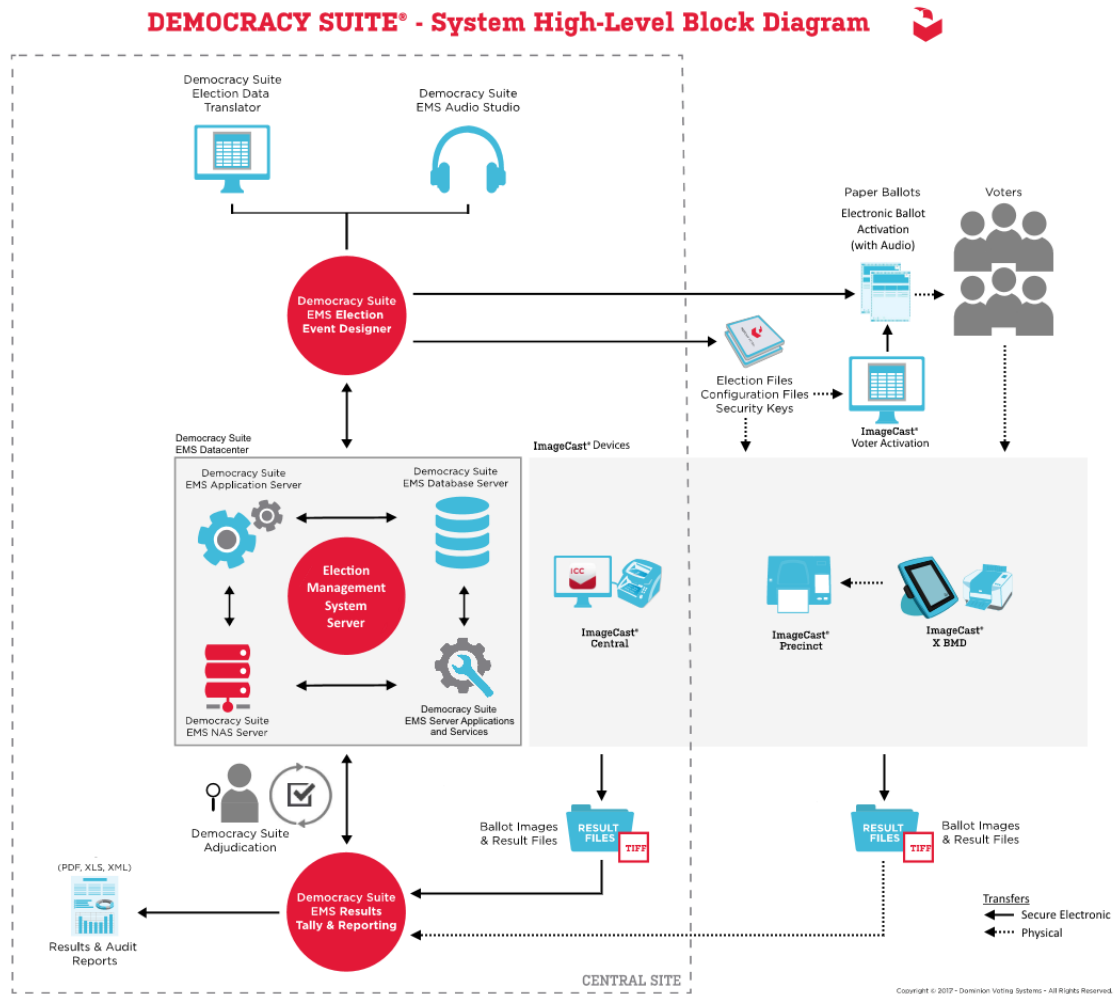 DEMOCRACY SUITE® - System High-Level Block Diagram
Democracy Suite
Election Data
Translator
Democracy Suite
EMS Audio Studio
Paper Ballots
Electronic Ballot
Activation
(with Audio)
Voters
Democracy Suite
EMS Election
Event Designer
Election Files
Configuration Files
Security Keys
ImageCast®
Voter Activation
Democracy Suite
EMS Datacenter
ImageCast® Devices
Democracy Suite
EMS Application Server
Democracy Suite
EMS Database Server
Election
Management
System
Server
ICC
ImageCast®
Central
ImageCast®
Precinct
ImageCast®
X BMD
Democracy Suite
EMS NAS Server
Democracy Suite
EMS Server Applications
and Services
Democracy Suite
Adjudication
Ballot Images
& Result Files
RESULT
FILES
TIFF
RESULT
FILES
TIFF
Ballot Images
& Result Files
(PDF, XLS, XML)
Results & Audit
Reports
Democracy Suite
EMS Results
Tally & Reporting
Transfers
Secure Electronic
Physical
CENTRAL SITE
Copyright © 2017 - Dominion Voting Systems - All Rights Reserved.